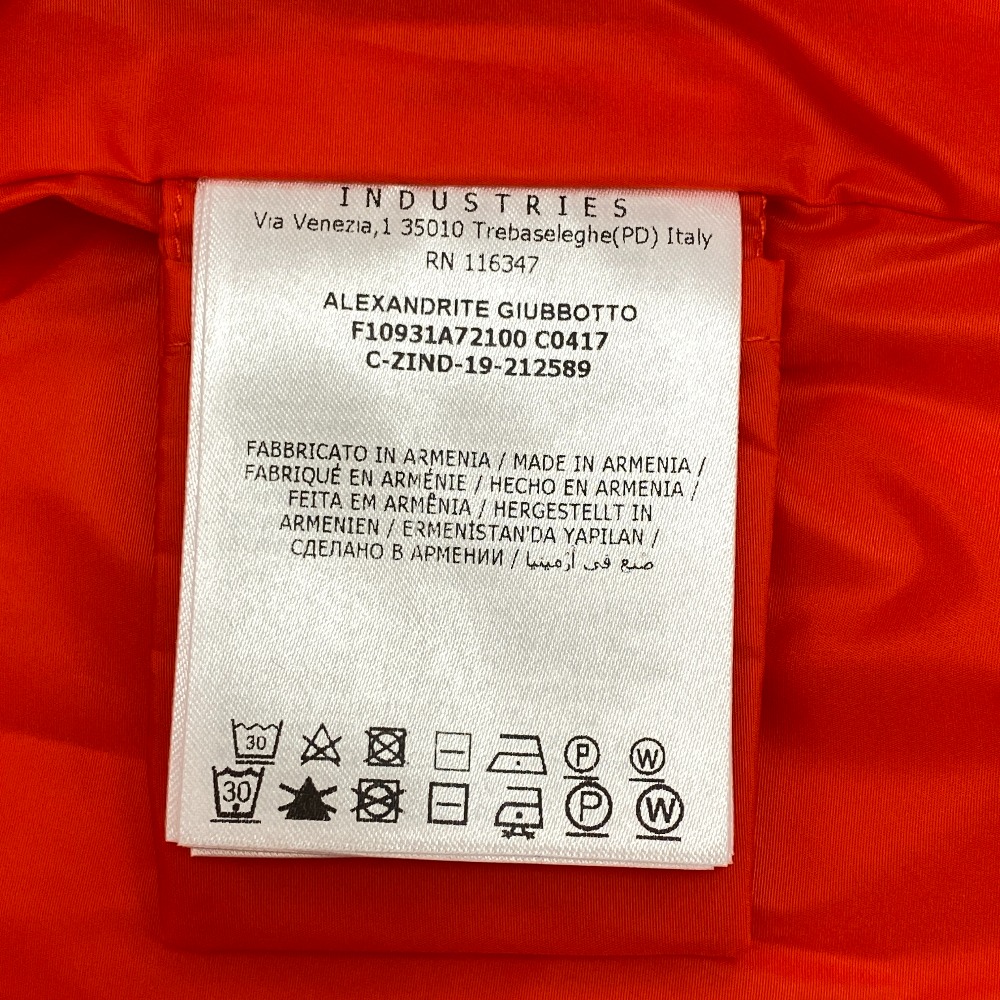 INDUSTRIES
Via Venezia,1 35010 Trebaseleghe(PD) Italy
RN 116347
ALEXANDRITE GIUBBOTTO
F10931A72100 C0417
C-ZIND-19-212589
FABBRICATO IN ARMENIA / MADE IN ARMENIA /
FABRIQUÉ EN ARMÉNIE / HECHO EN ARMENIA /
FEITA EM ARMÊNIA / HERGESTELLT IN
ARMENIEN / ERMENİSTAN'DA YAPILAN /
СДЕЛАНО В АРМЕНИИ / صنع في أرمينيا
30 P W
30 P W